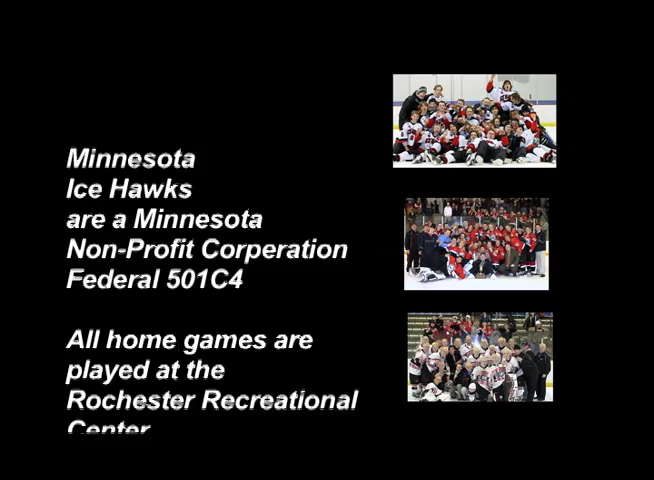 Minnesota
Ice Hawks
are a Minnesota
Non-Profit Corperation
Federal 501C4
All home games are
played at the
Rochester Recreational
Center